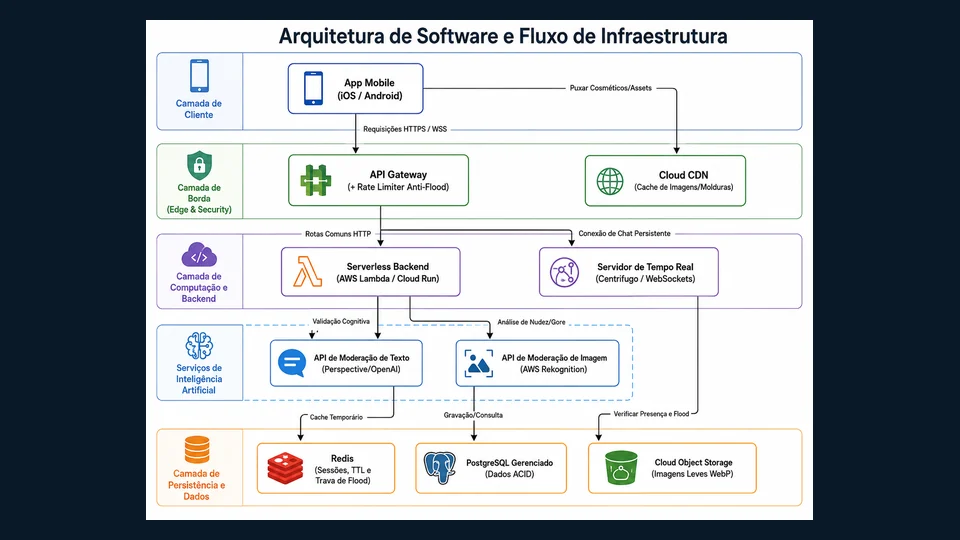 Arquitetura de Software e Fluxo de Infraestrutura
Camada de
Cliente
App Mobile
(iOS / Android)
Puxar Cosméticos/Assets
Requisições HTTPS / WSS
Camada de
Borda
(Edge & Security)
API Gateway
(+ Rate Limiter Anti-Flood)
Cloud CDN
(Cache de Imagens/Molduras)
Rotas Comuns HTTP
Conexão de Chat Persistente
Camada de
Computação e
Backend
Serverless Backend
(AWS Lambda / Cloud Run)
Servidor de Tempo Real
(Centrifugo / WebSockets)
Validação Cognitiva
Análise de Nudez/Gore
Serviços de
Inteligência
Artificial
API de Moderação de Texto
(Perspective/OpenAI)
API de Moderação de Imagem
(AWS Rekognition)
Cache Temporário
Gravação/Consulta
Verificar Presença e Flood
Camada de
Persistência e
Dados
Redis
(Sessões, TTL e
Trava de Flood)
PostgreSQL Gerenciado
(Dados ACID)
Cloud Object Storage
(Imagens Leves WebP)